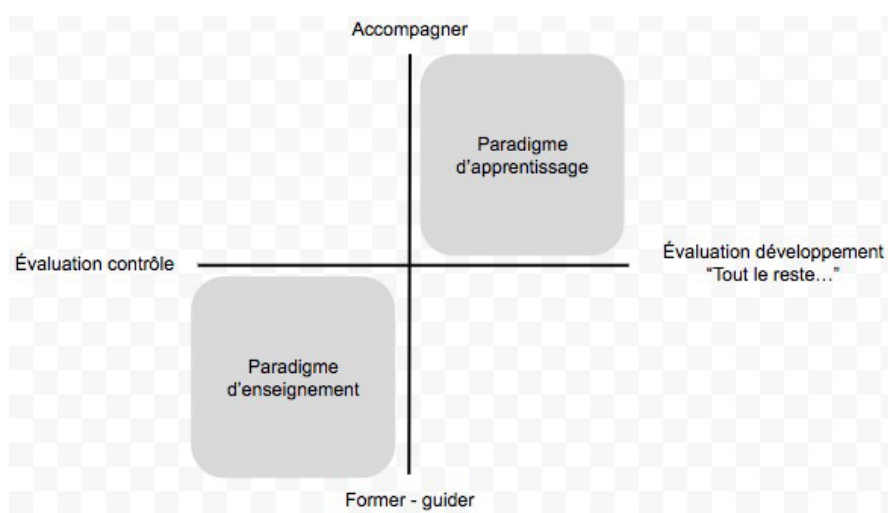 Accompagner
Paradigme
d'apprentissage
Évaluation contrôle
Évaluation développement
“Tout le reste…”
Paradigme
d'enseignement
Former - guider